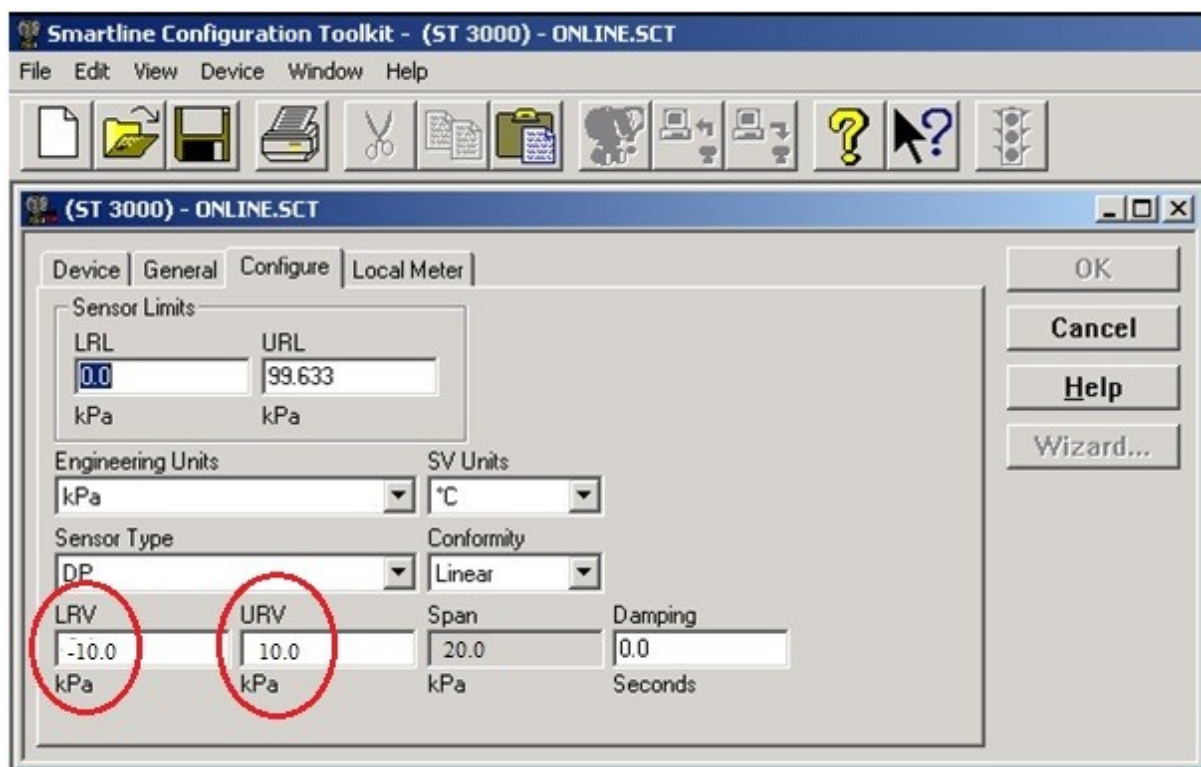 Smartline Configuration Toolkit - (ST 3000) - ONLINE.SCT
File Edit View Device Window Help
(ST 3000) - ONLINE.SCT
Device General Configure Local Meter
OK
Cancel
Help
Wizard...
Sensor Limits
LRL URL
0.0 99.633
kPa kPa
Engineering Units SV Units
kPa °C
Sensor Type Conformity
DP Linear
LRV URV Span Damping
-10.0 10.0 20.0 0.0
kPa kPa kPa Seconds